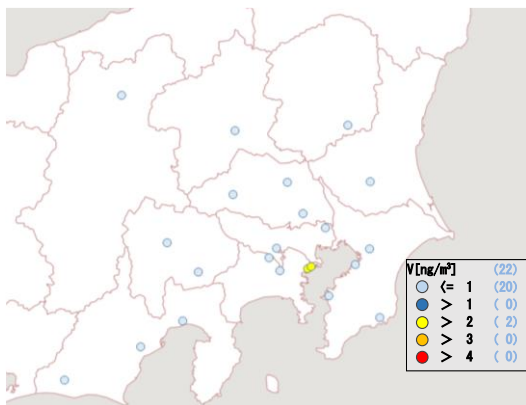 V[ng/m³] (22)
<= 1 (20)
> 1 ( 0)
> 2 ( 2)
> 3 ( 0)
> 4 ( 0)